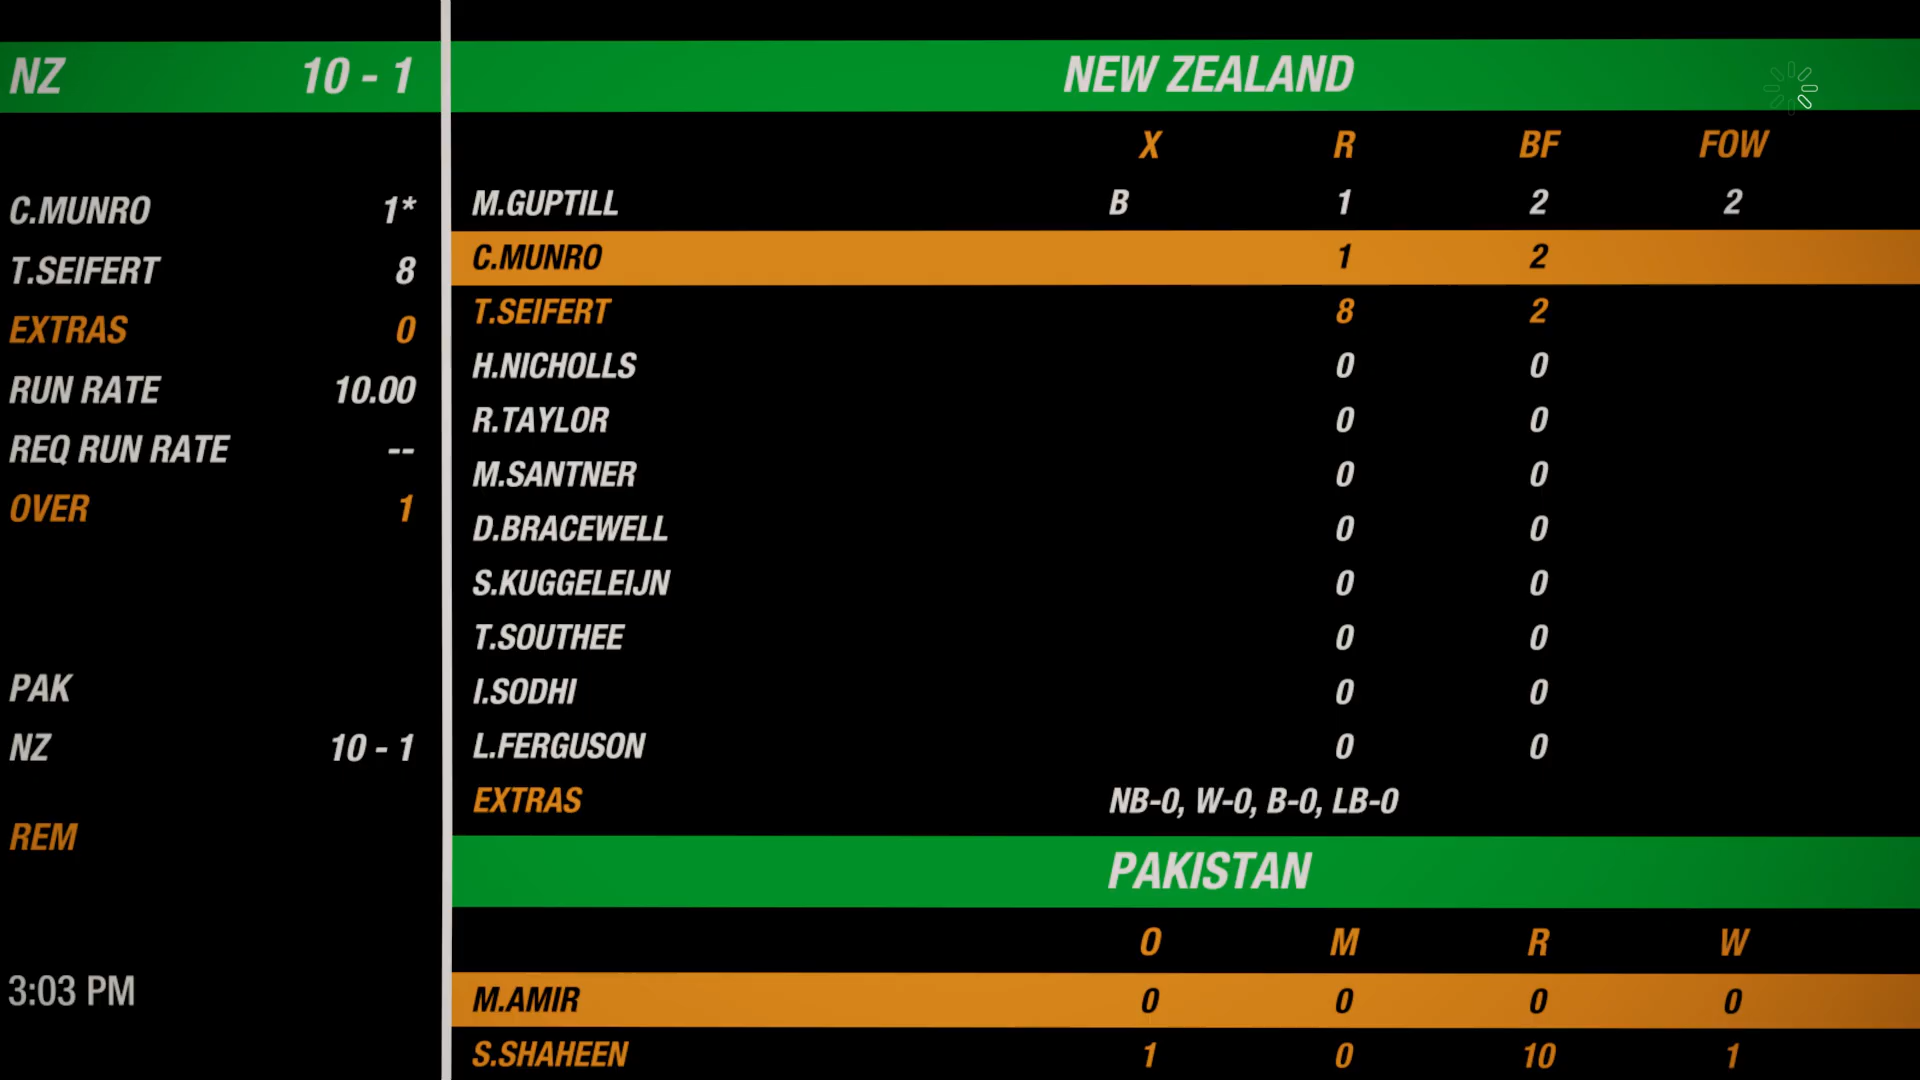 NZ 10 - 1
C.MUNRO 1*
T.SEIFERT 8
EXTRAS 0
RUN RATE 10.00
REQ RUN RATE --
OVER 1
PAK
NZ 10 - 1
REM
3:03 PM
NEW ZEALAND
X R BF FOW
M.GUPTILL B 1 2 2
C.MUNRO 1 2
T.SEIFERT 8 2
H.NICHOLLS 0 0
R.TAYLOR 0 0
M.SANTNER 0 0
D.BRACEWELL 0 0
S.KUGGELEIJN 0 0
T.SOUTHEE 0 0
I.SODHI 0 0
L.FERGUSON 0 0
EXTRAS NB-0, W-0, B-0, LB-0
PAKISTAN
O M R W
M.AMIR 0 0 0 0
S.SHAHEEN 1 0 10 1